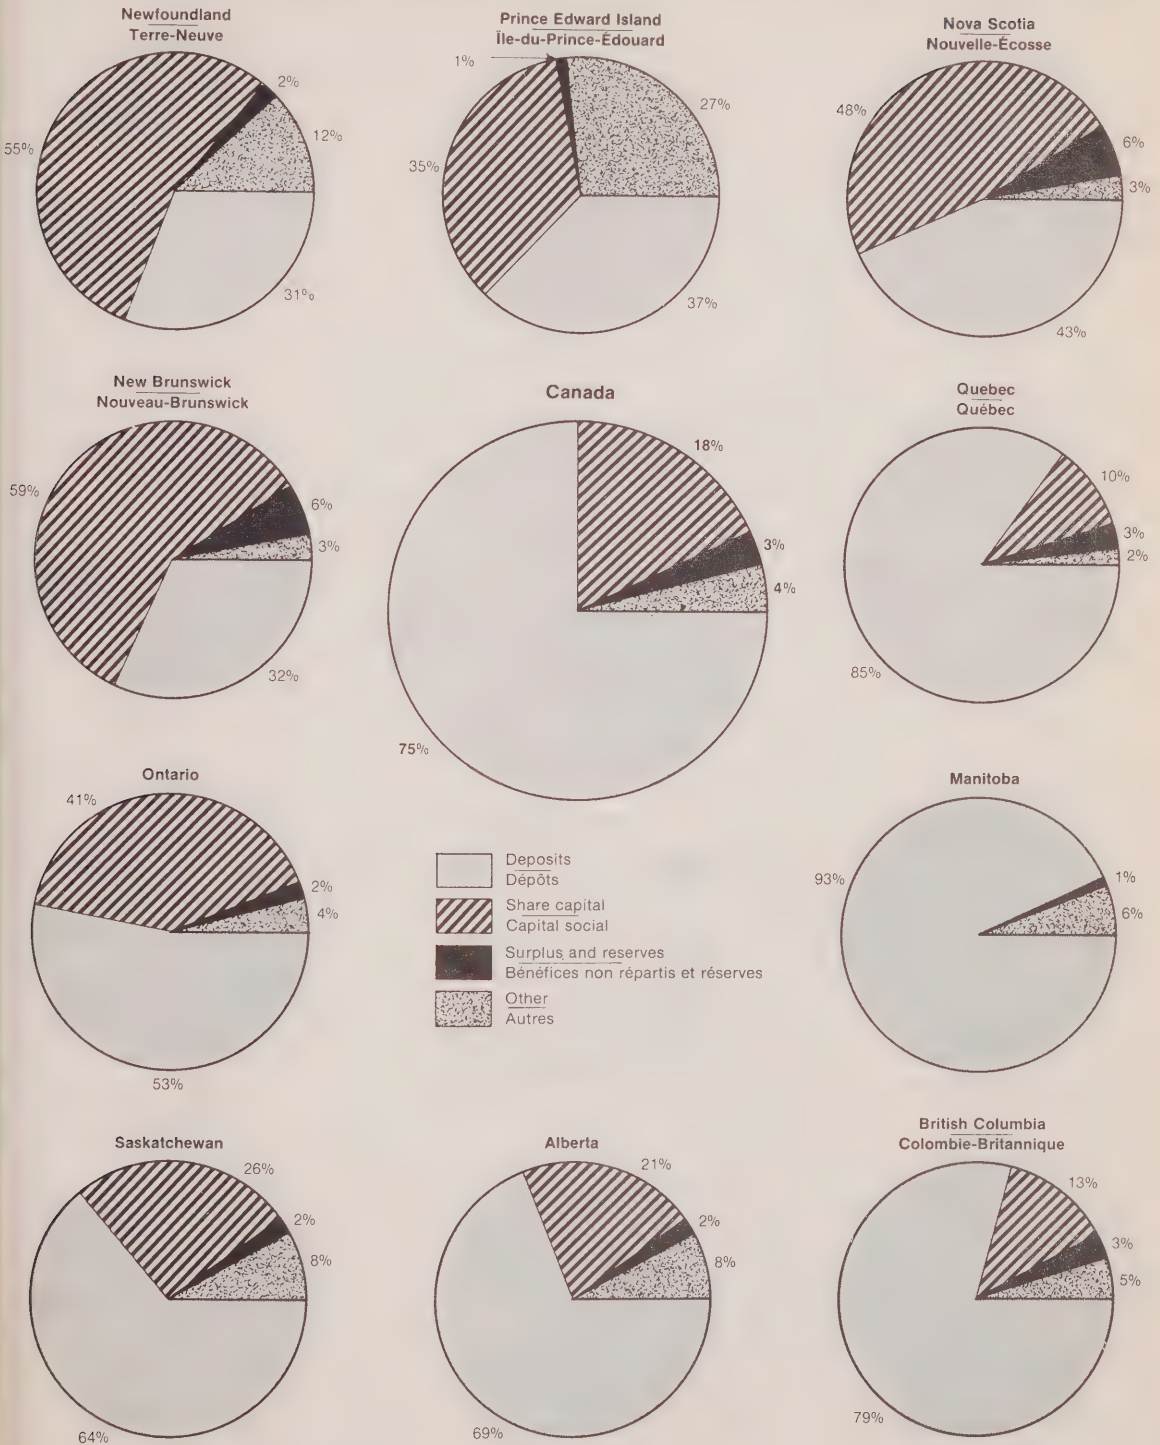 Newfoundland
Terre-Neuve
2%
12%
55%
31%
Prince Edward Island
Île-du-Prince-Édouard
1%
27%
35%
37%
Nova Scotia
Nouvelle-Écosse
48%
6%
3%
43%
New Brunswick
Nouveau-Brunswick
59%
6%
3%
32%
Canada
18%
3%
4%
75%
Quebec
Québec
10%
3%
2%
85%
Ontario
41%
2%
4%
53%
Deposits
Dépôts
Share capital
Capital social
Surplus and reserves
Bénéfices non répartis et réserves
Other
Autres
Manitoba
93%
1%
6%
Saskatchewan
26%
2%
8%
64%
Alberta
21%
2%
8%
69%
British Columbia
Colombie-Britannique
13%
3%
5%
79%